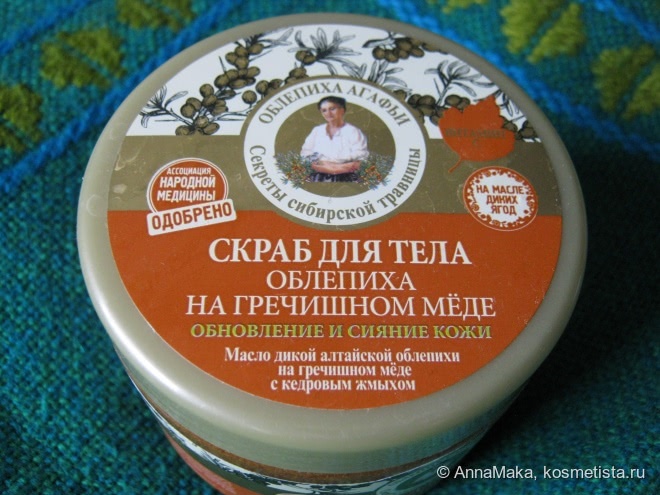 ОБЛЕПИХА АГАФЬИ
Секреты сибирской травницы
АССОЦИАЦИЯ
НАРОДНОЙ
МЕДИЦИНЫ
ОДОБРЕНО
НА МАСЛЕ
ДИКИХ
ЯГОД
СКРАБ ДЛЯ ТЕЛА
ОБЛЕПИХА
НА ГРЕЧИШНОМ МЁДЕ
ОБНОВЛЕНИЕ И СИЯНИЕ КОЖИ
Масло дикой алтайской облепихи
на гречишном мёде
с кедровым жмыхом
© AnnaMaka, kosmetista.ru